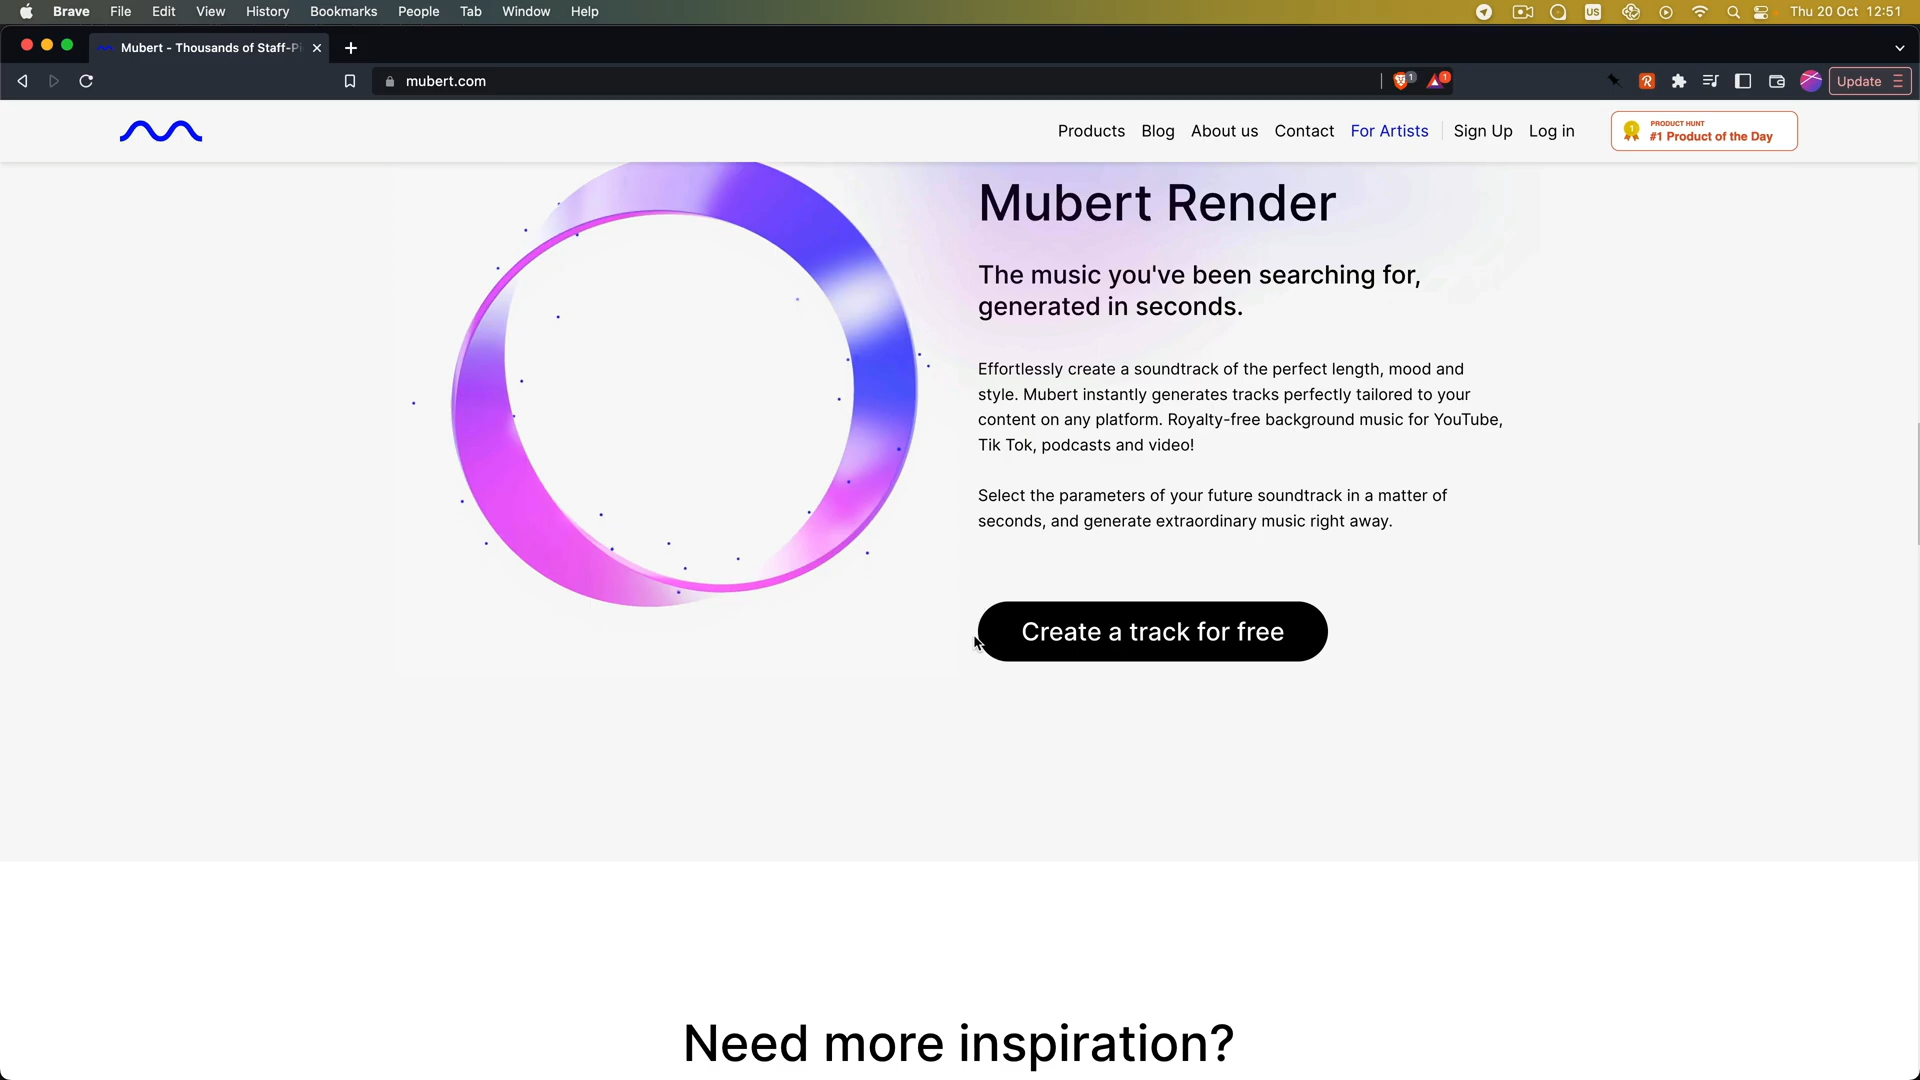 Brave File Edit View History Bookmarks People Tab Window Help
US
Thu 20 Oct 12:51
Mubert - Thousands of Staff-Pi
mubert.com
1
1
Update
Products Blog About us Contact For Artists Sign Up Log in
1
PRODUCT HUNT
#1 Product of the Day
Mubert Render
The music you've been searching for,
generated in seconds.
Effortlessly create a soundtrack of the perfect length, mood and
style. Mubert instantly generates tracks perfectly tailored to your
content on any platform. Royalty-free background music for YouTube,
Tik Tok, podcasts and video!
Select the parameters of your future soundtrack in a matter of
seconds, and generate extraordinary music right away.
Create a track for free
Need more inspiration?